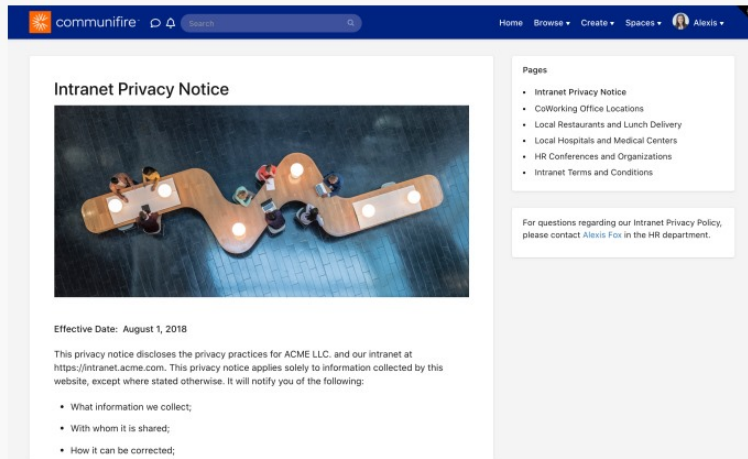 communifire
Search
Home Browse Create Spaces Alexis
Intranet Privacy Notice
Effective Date: August 1, 2018
This privacy notice discloses the privacy practices for ACME LLC. and our intranet at
https://intranet.acme.com. This privacy notice applies solely to information collected by this
website, except where stated otherwise. It will notify you of the following:
• What information we collect;
• With whom it is shared;
• How it can be corrected;
Pages
• Intranet Privacy Notice
• CoWorking Office Locations
• Local Restaurants and Lunch Delivery
• Local Hospitals and Medical Centers
• HR Conferences and Organizations
• Intranet Terms and Conditions
For questions regarding our Intranet Privacy Policy,
please contact Alexis Fox in the HR department.